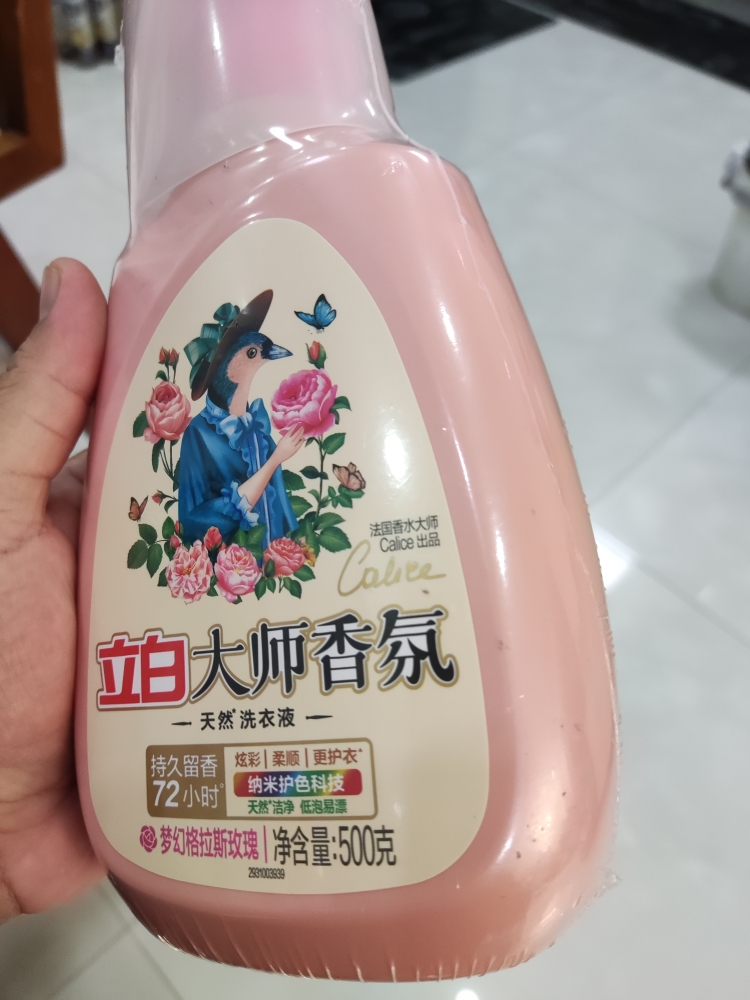 法国香水大师
Calice 出品
Calice
立白大师香氛
天然*洗衣液
持久留香
72小时°
炫彩|柔顺|更护衣^
纳米护色科技
天然*洁净 低泡易漂
梦幻格拉斯玫瑰|净含量:500克
2931003939